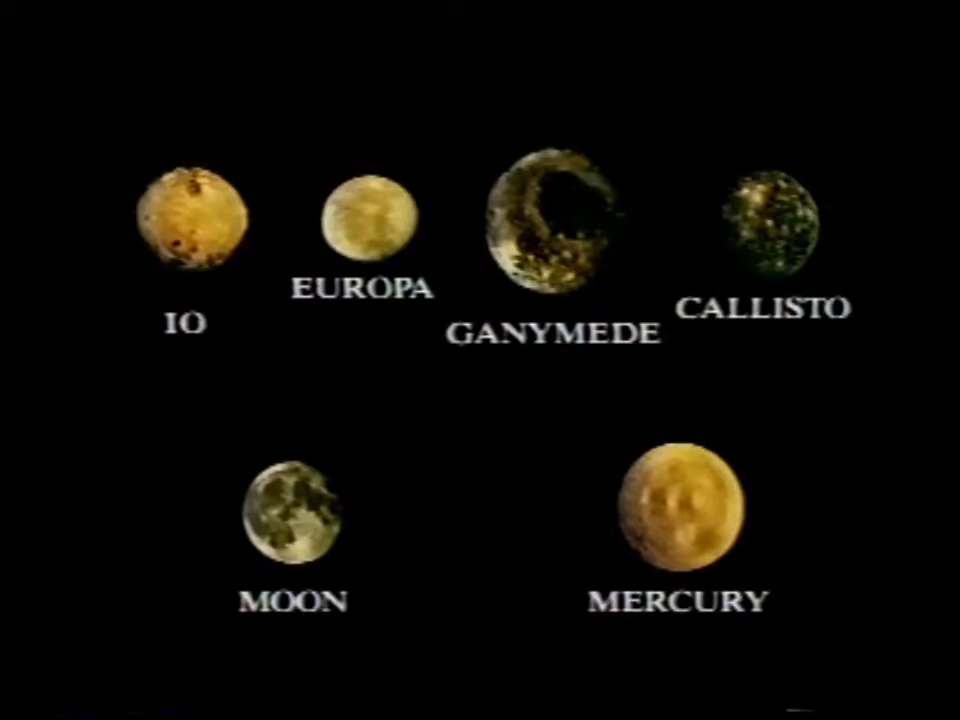 IO
EUROPA
GANYMEDE
CALLISTO
MOON
MERCURY